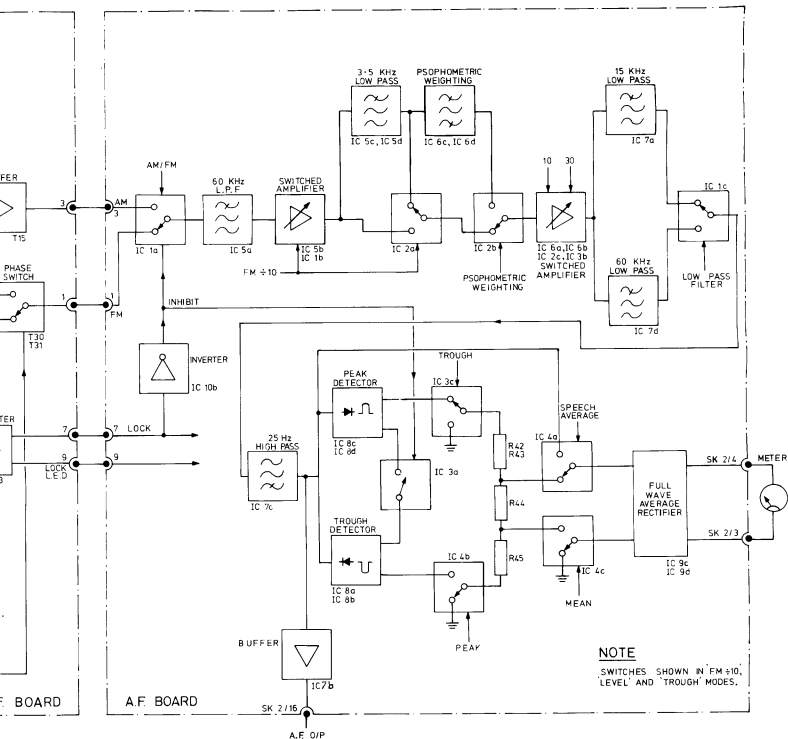 3·5 KHz
LOW PASS
PSOPHOMETRIC
WEIGHTING
15 KHz
LOW PASS
IC 5c, IC 5d
IC 6c, IC 6d
IC 7a
AM/FM
60 KHz
L.P.F
SWITCHED
AMPLIFIER
10
30
IC 1c
FER
3
AM
3
T15
IC 1a
IC 5a
IC 5b
IC 1b
IC 2a
IC 2b
IC 6a, IC 6b
IC 2c, IC 3b
SWITCHED
AMPLIFIER
PHASE
SWITCH
FM ÷10
PSOPHOMETRIC
WEIGHTING
60 KHz
LOW PASS
LOW PASS
FILTER
1
1
FM
INHIBIT
IC 7d
T30
T31
INVERTER
IC 10b
PEAK
DETECTOR
TROUGH
IC 3c
TER
7
7
LOCK
IC 8c
IC 8d
R42
R43
SPEECH
AVERAGE
IC 4a
9
LOCK
L.E.D
9
25 Hz
HIGH PASS
IC 3a
SK 2/4
METER
3
IC 7c
R44
FULL
WAVE
AVERAGE
RECTIFIER
TROUGH
DETECTOR
IC 4b
R45
SK 2/3
IC 8a
IC 8b
IC 4c
IC 9c
IC 9d
MEAN
BUFFER
PEAK
IC7b
NOTE
SWITCHES SHOWN IN 'FM ÷10',
'LEVEL' AND 'TROUGH' MODES.
F. BOARD
A.F. BOARD
SK 2/16
A.F. O/P